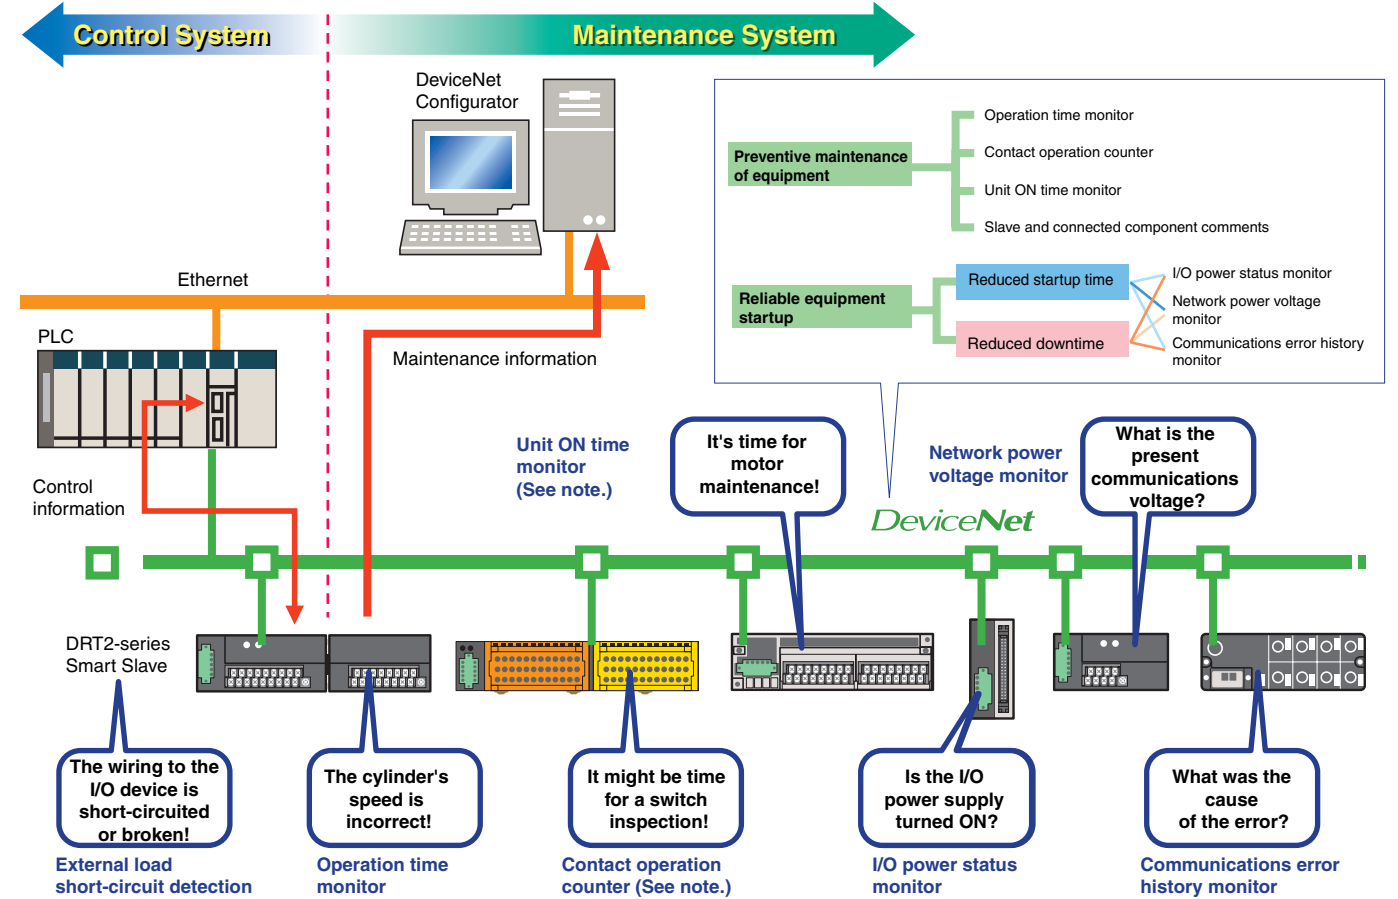 Control System
Maintenance System
DeviceNet
Configurator
Operation time monitor
Contact operation counter
Preventive maintenance
of equipment
Unit ON time monitor
Slave and connected component comments
Reliable equipment
startup
Reduced startup time
Reduced downtime
I/O power status monitor
Network power voltage
monitor
Communications error history
monitor
Ethernet
PLC
Maintenance information
Control
information
Unit ON time
monitor
(See note.)
It's time for
motor
maintenance!
Network power
voltage monitor
What is the
present
communications
voltage?
DeviceNet
DRT2-series
Smart Slave
The wiring to the
I/O device is
short-circuited
or broken!
External load
short-circuit detection
The cylinder's
speed is
incorrect!
Operation time
monitor
It might be time
for a switch
inspection!
Contact operation
counter (See note.)
Is the I/O
power supply
turned ON?
I/O power status
monitor
What was the
cause
of the error?
Communications error
history monitor